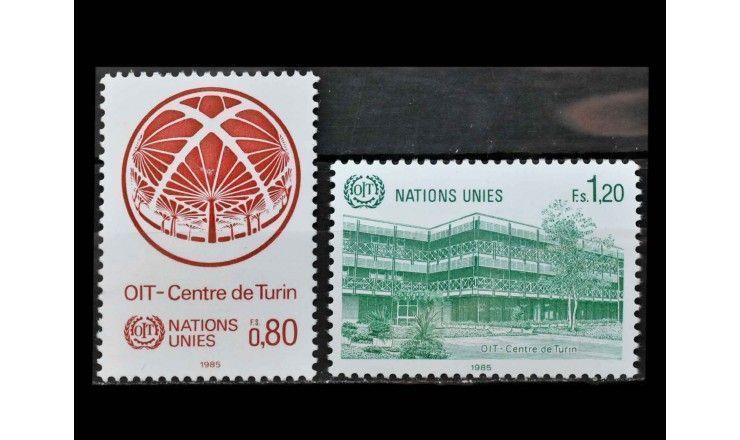 OIT-Centre de Turin
OIT NATIONS UNIES
Fs 0,80
1985
OIT NATIONS UNIES
F.s. 1,20
OIT-Centre de Turin
1985